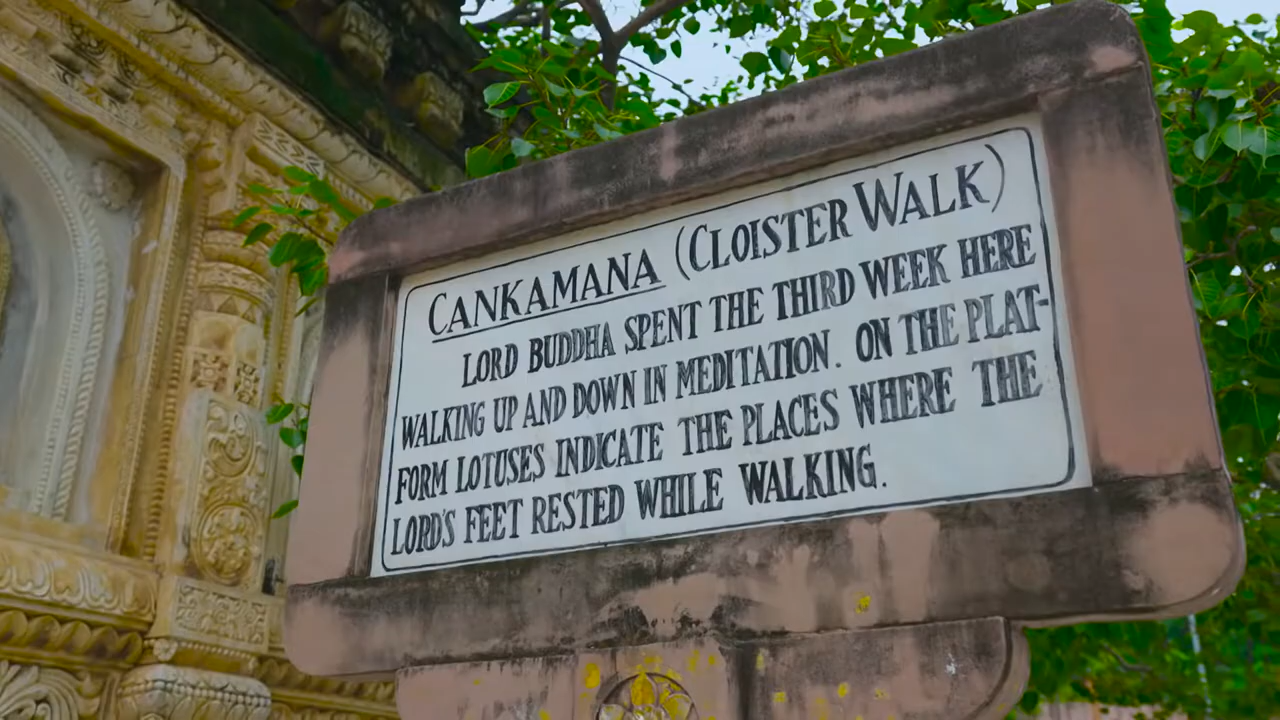 CANKAMANA (CLOISTER WALK)
LORD BUDDHA SPENT THE THIRD WEEK HERE
WALKING UP AND DOWN IN MEDITATION. ON THE PLAT-
FORM LOTUSES INDICATE THE PLACES WHERE THE
LORD'S FEET RESTED WHILE WALKING.